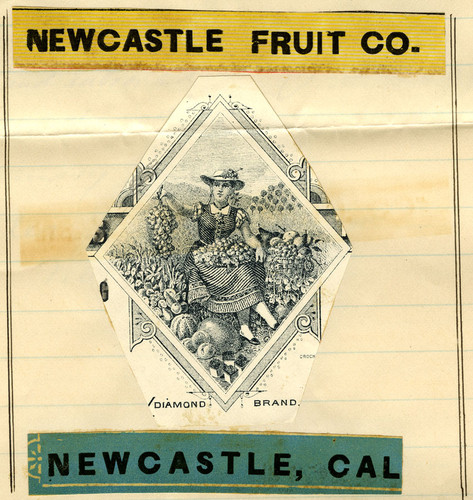 NEWCASTLE FRUIT CO.
DIAMOND BRAND.
NEWCASTLE, CAL